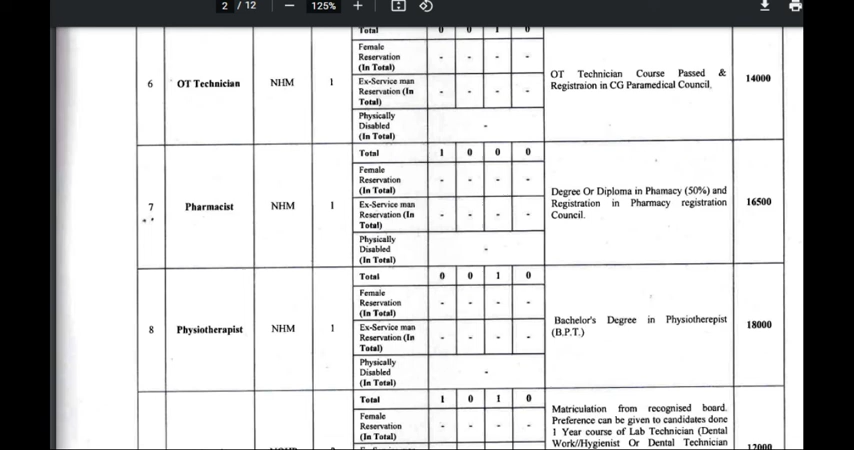 2 / 12 — 125% +
Total 0 0 1 0
Female Reservation (In Total) - - - -
6 OT Technician NHM 1 Ex-Service man Reservation (In Total) - - - - OT Technician Course Passed & Registraion in CG Paramedical Council. 14000
Physically Disabled (In Total) -
Total 1 0 0 0
Female Reservation (In Total) - - - -
7 Pharmacist NHM 1 Ex-Service man Reservation (In Total) - - - - Degree Or Diploma in Phamacy (50%) and Registration in Pharmacy registration Council. 16500
Physically Disabled (In Total) -
Total 0 0 1 0
Female Reservation (In Total) - - - -
8 Physiotherapist NHM 1 Ex-Service man Reservation (In Total) - - - - Bachelor's Degree in Physiotherepist (B.P.T.) 18000
Physically Disabled (In Total) -
Total 1 0 1 0
Female Reservation (In Total) - - - -
Matriculation from recognised board.
Preference can be given to candidates done
1 Year course of Lab Technician (Dental
Work//Hygienist Or Dental Technician
12000